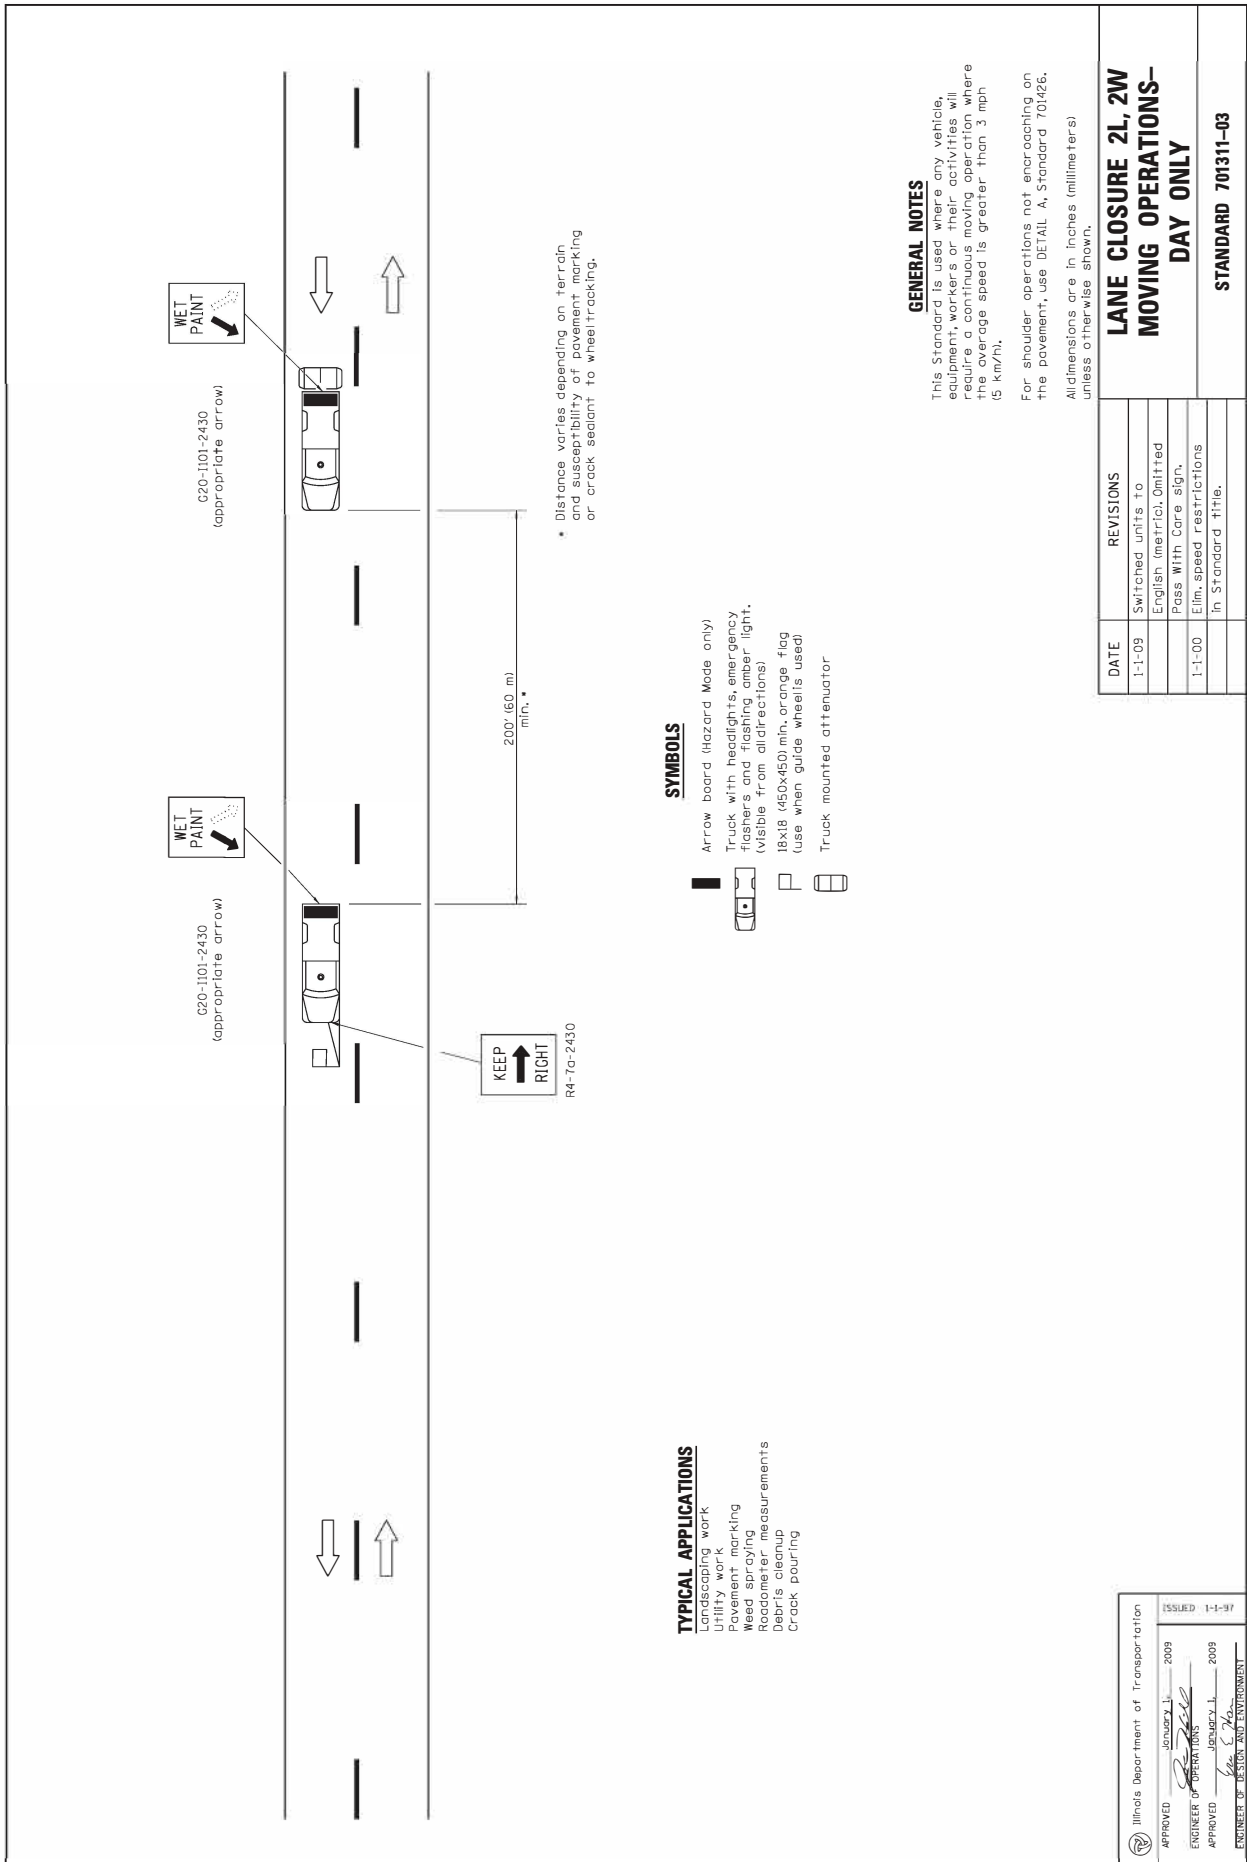 WET
PAINT
G20-I101-2430
(appropriate arrow)
WET
PAINT
G20-I101-2430
(appropriate arrow)
KEEP
RIGHT
R4-7a-2430
200' (60 m)
min. *
* Distance varies depending on terrain
and susceptibility of pavement marking
or crack sealant to wheel tracking.
TYPICAL APPLICATIONS
Landscaping work
Utility work
Pavement marking
Weed spraying
Roadometer measurements
Debris cleanup
Crack pouring
SYMBOLS
Arrow board (Hazard Mode only)
Truck with headlights, emergency
flashers and flashing amber light.
(visible from all directions)
18x18 (450x450) min. orange flag
(use when guide wheel is used)
Truck mounted attenuator
GENERAL NOTES
This Standard is used where any vehicle,
equipment, workers or their activities will
require a continuous moving operation where
the average speed is greater than 3 mph
(5 km/h).
For shoulder operations not encroaching on
the pavement, use DETAIL A, Standard 701426.
All dimensions are in inches (millimeters)
unless otherwise shown.
Illinois Department of Transportation
APPROVED January 1, 2009
ENGINEER OF OPERATIONS
APPROVED January 1, 2009
ENGINEER OF DESIGN AND ENVIRONMENT
ISSUED 1-1-97
DATE REVISIONS
1-1-09 Switched units to
English (metric). Omitted
Pass With Care sign.
1-1-00 Elim. speed restrictions
in Standard title.
LANE CLOSURE 2L, 2W
MOVING OPERATIONS–
DAY ONLY
STANDARD 701311–03